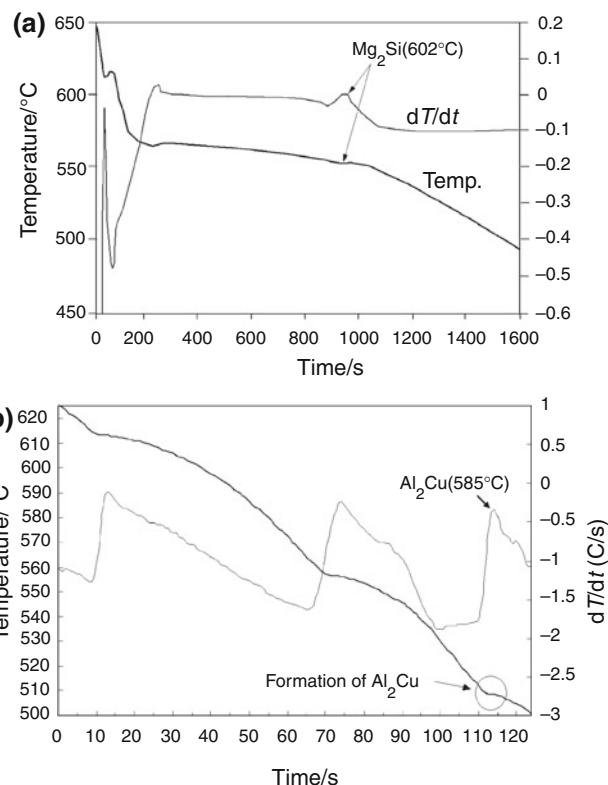 (a)
650
600
550
500
450
Temperature/°C
0.2
0.1
0
−0.1
−0.2
−0.3
−0.4
−0.5
−0.6
Mg₂Si(602°C)
dT/dt
Temp.
0 200 400 600 800 1000 1200 1400 1600
Time/s
b)
620
610
600
590
580
570
560
550
540
530
520
510
500
Temperature/°C
1
0.5
0
−0.5
−1
−1.5
−2
−2.5
−3
dT/dt (C/s)
Al₂Cu(585°C)
Formation of Al₂Cu
0 10 20 30 40 50 60 70 80 90 100 110 120
Time/s